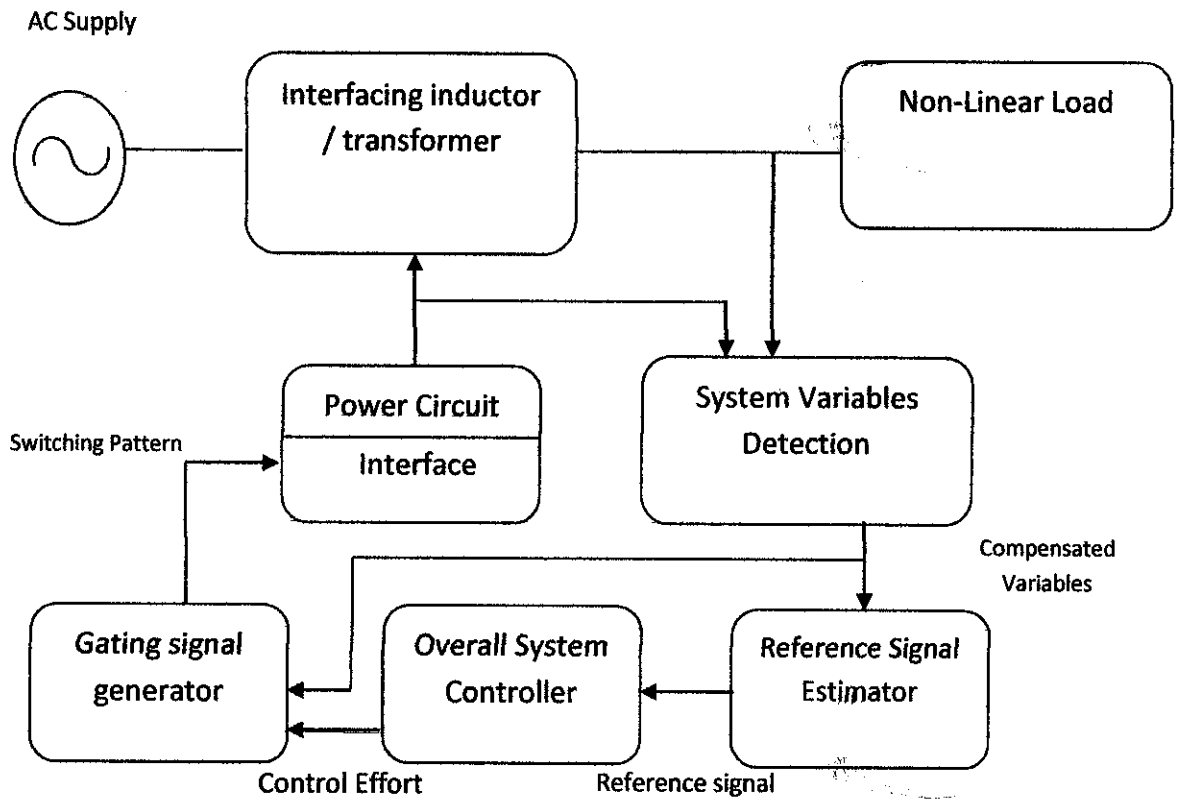 AC Supply
Interfacing inductor
/ transformer
Non-Linear Load
Power Circuit
Interface
System Variables
Detection
Switching Pattern
Compensated
Variables
Gating signal
generator
Overall System
Controller
Reference Signal
Estimator
Control Effort
Reference signal